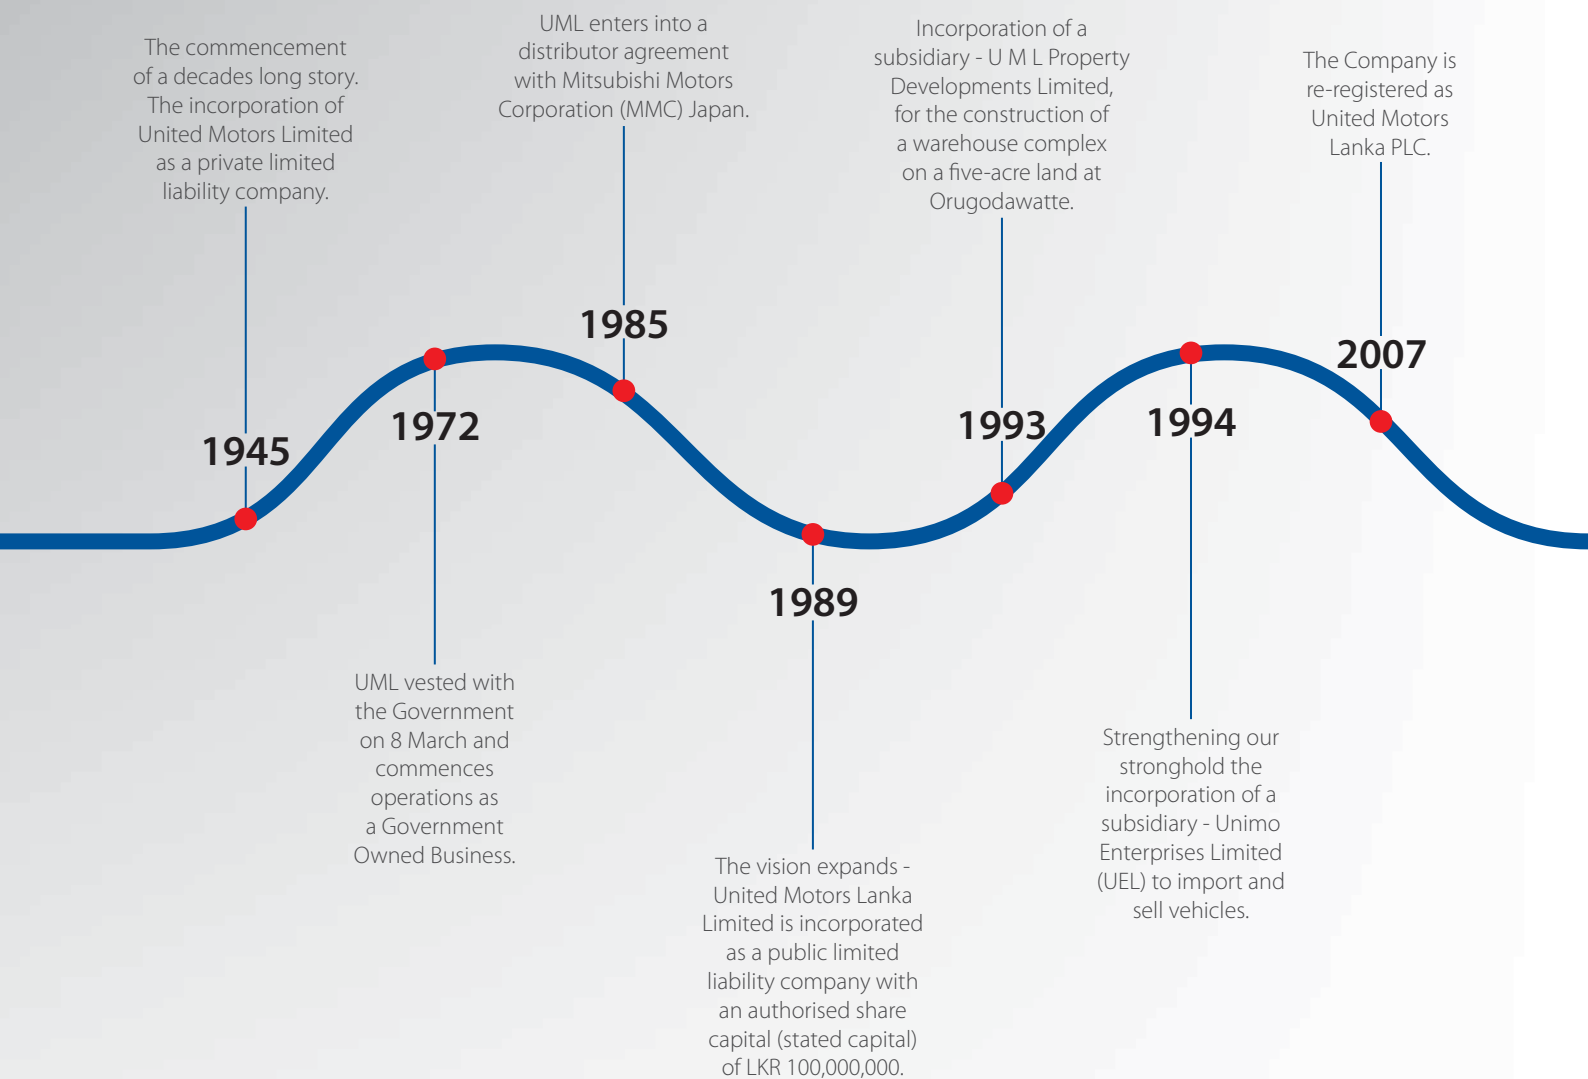 The commencement
of a decades long story.
The incorporation of
United Motors Limited
as a private limited
liability company.
1945
1972
UML vested with
the Government
on 8 March and
commences
operations as
a Government
Owned Business.
UML enters into a
distributor agreement
with Mitsubishi Motors
Corporation (MMC) Japan.
1985
1989
The vision expands -
United Motors Lanka
Limited is incorporated
as a public limited
liability company with
an authorised share
capital (stated capital)
of LKR 100,000,000.
Incorporation of a
subsidiary - U M L Property
Developments Limited,
for the construction of
a warehouse complex
on a five-acre land at
Orugodawatte.
1993
1994
Strengthening our
stronghold the
incorporation of a
subsidiary - Unimo
Enterprises Limited
(UEL) to import and
sell vehicles.
The Company is
re-registered as
United Motors
Lanka PLC.
2007